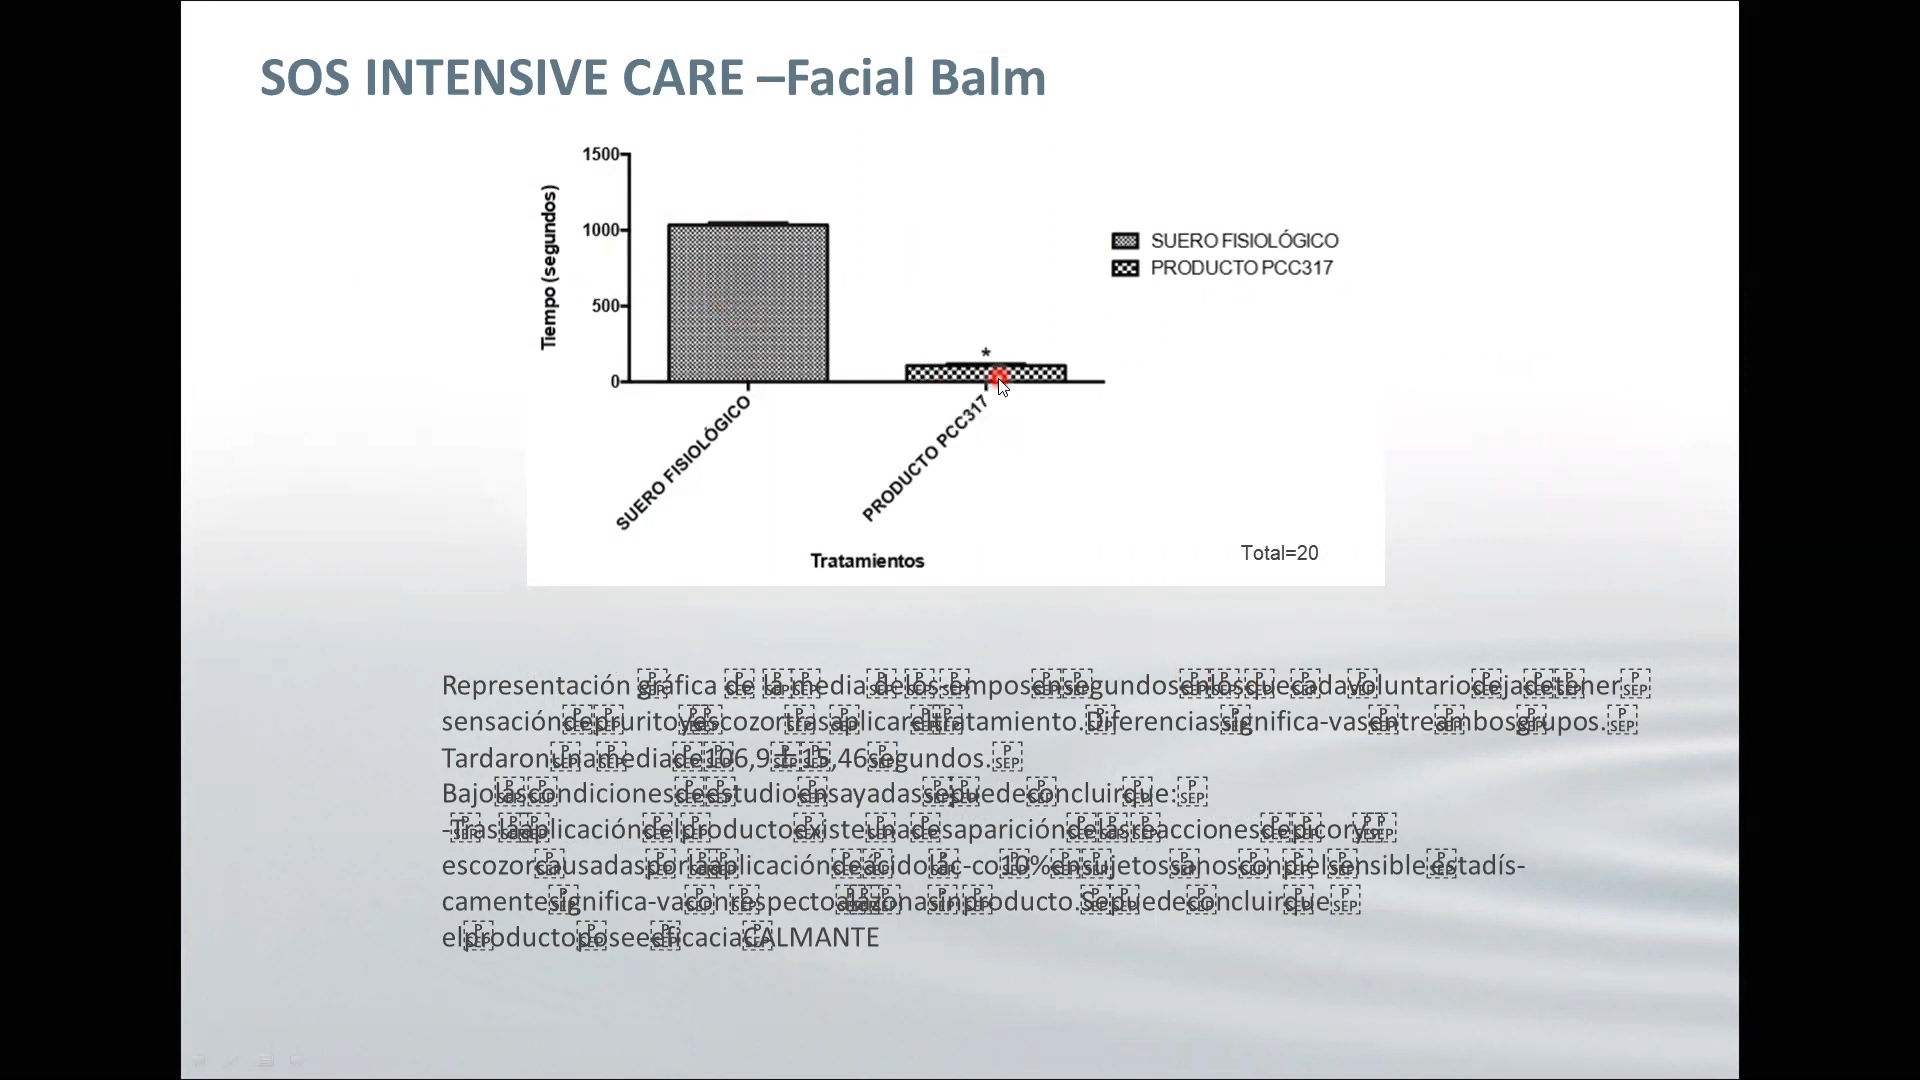 SOS INTENSIVE CARE –Facial Balm
1500
1000
500
0
Tiempo (segundos)
SUERO FISIOLÓGICO
PRODUCTO PCC317
SUERO FISIOLÓGICO
PRODUCTO PCC317
Tratamientos
Total=20
Representación gráfica de la media de los -empos en segundos en los que cada voluntario deja de tener
sensación de prurito y escozor tras aplicar el tratamiento. Diferencias significa-vas entre ambos grupos.
Tardaron una media de 106,9 ± 15,46 segundos.
Bajo las condiciones de estudio ensayadas se puede concluir que:
-Tras la aplicación del producto existe una desaparición de las reacciones de picor y
escozor causadas por la aplicación de ácido lác-co 10% en sujetos sanos con piel sensible estadís-
camente significa-va con respecto a la zona sin producto. Se puede concluir que
el producto posee eficacia CALMANTE